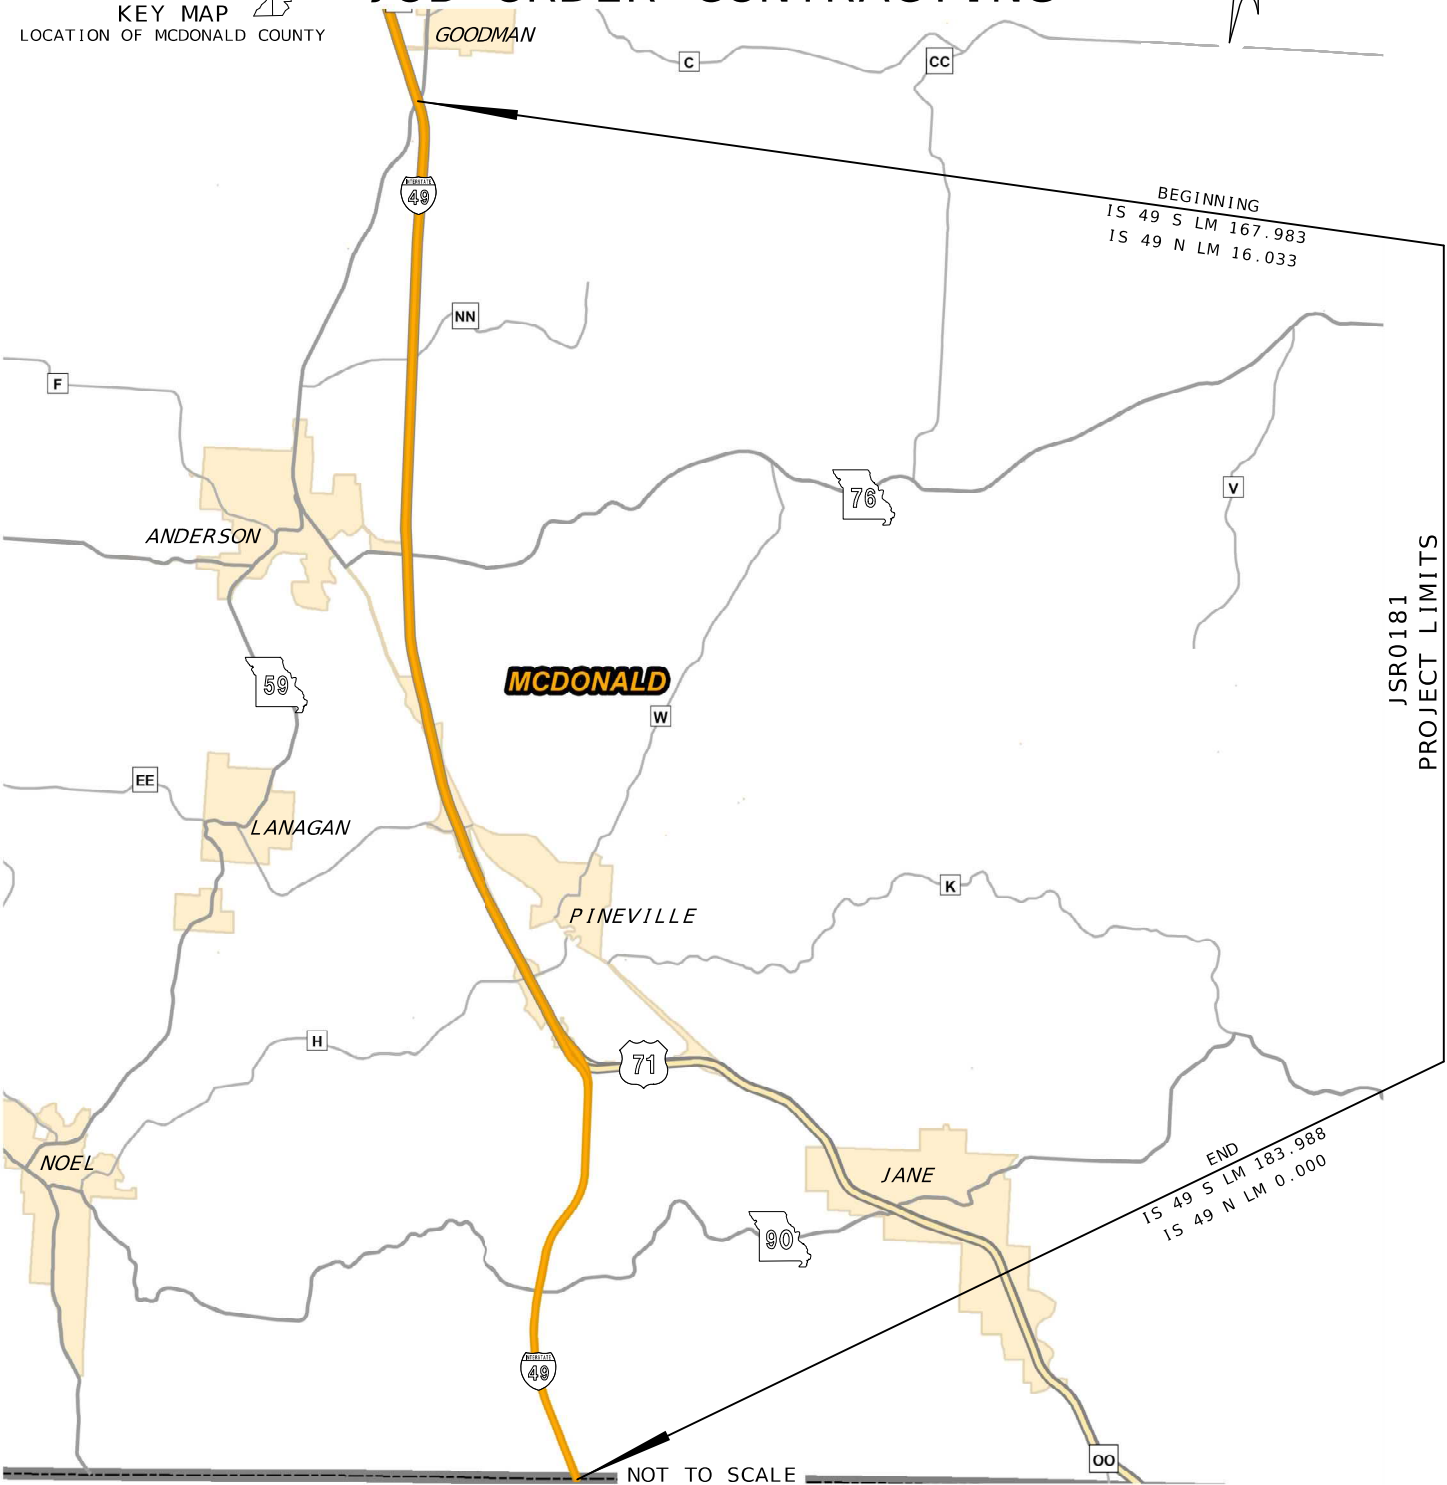 KEY MAP
LOCATION OF MCDONALD COUNTY
GOODMAN
C
CC
INTERSTATE
49
BEGINNING
IS 49 S LM 167.983
IS 49 N LM 16.033
NN
F
76
V
ANDERSON
JSR0181
PROJECT LIMITS
59
MCDONALD
W
EE
LANAGAN
K
PINEVILLE
H
71
NOEL
JANE
END
IS 49 S LM 183.988
IS 49 N LM 0.000
90
INTERSTATE
49
OO
NOT TO SCALE